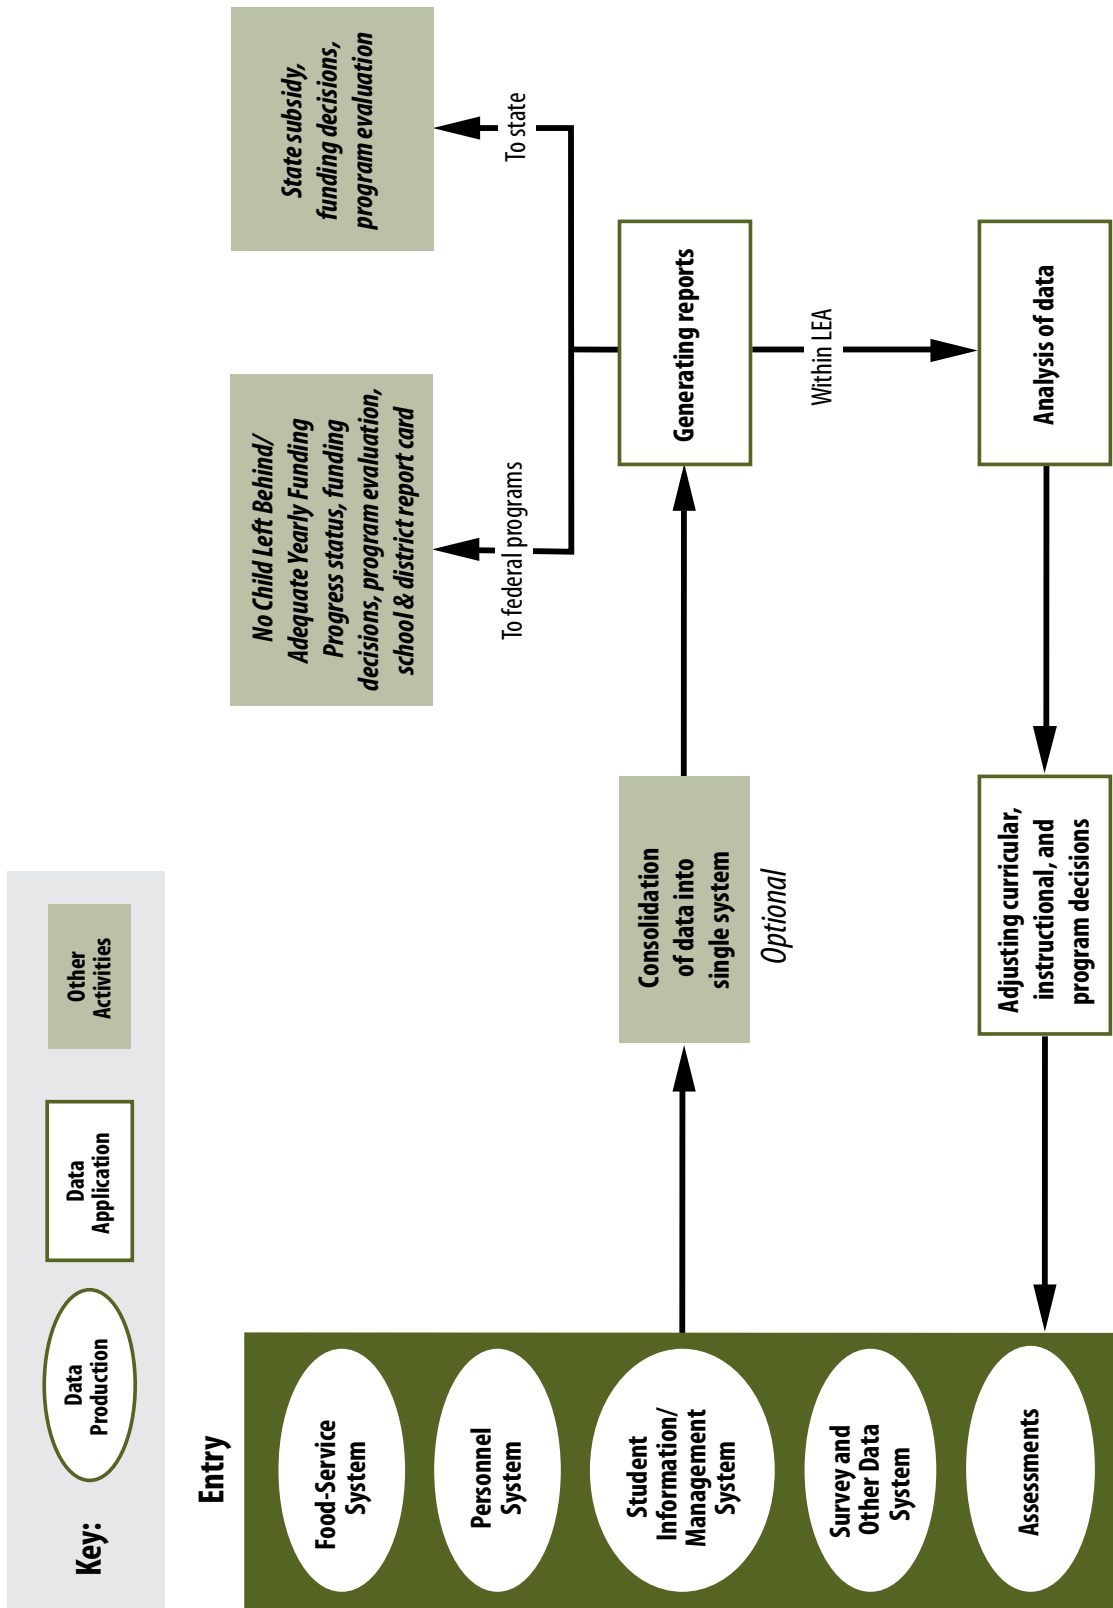 Key:
Data
Production
Data
Application
Other
Activities
Entry
Food-Service
System
Personnel
System
Student
Information/
Management
System
Survey and
Other Data
System
Assessments
Consolidation
of data into
single system
Optional
No Child Left Behind/
Adequate Yearly Funding
Progress status, funding
decisions, program evaluation,
school & district report card
To federal programs
State subsidy,
funding decisions,
program evaluation
To state
Generating reports
Within LEA
Analysis of data
Adjusting curricular,
instructional, and
program decisions